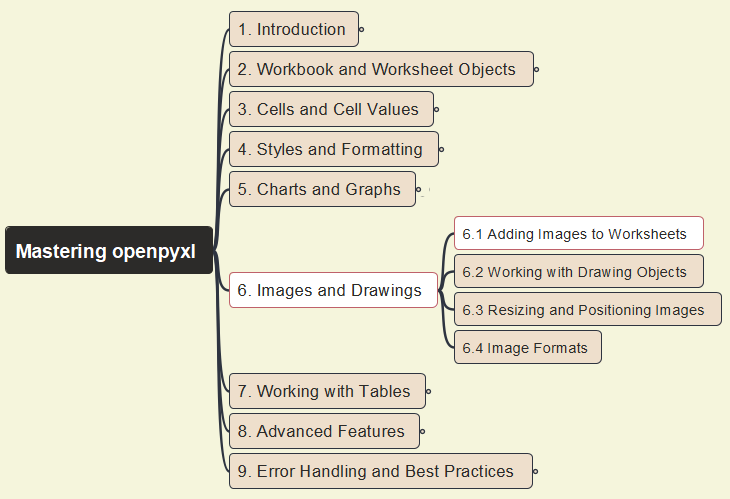 Mastering openpyxl
1. Introduction
2. Workbook and Worksheet Objects
3. Cells and Cell Values
4. Styles and Formatting
5. Charts and Graphs
6. Images and Drawings
6.1 Adding Images to Worksheets
6.2 Working with Drawing Objects
6.3 Resizing and Positioning Images
6.4 Image Formats
7. Working with Tables
8. Advanced Features
9. Error Handling and Best Practices